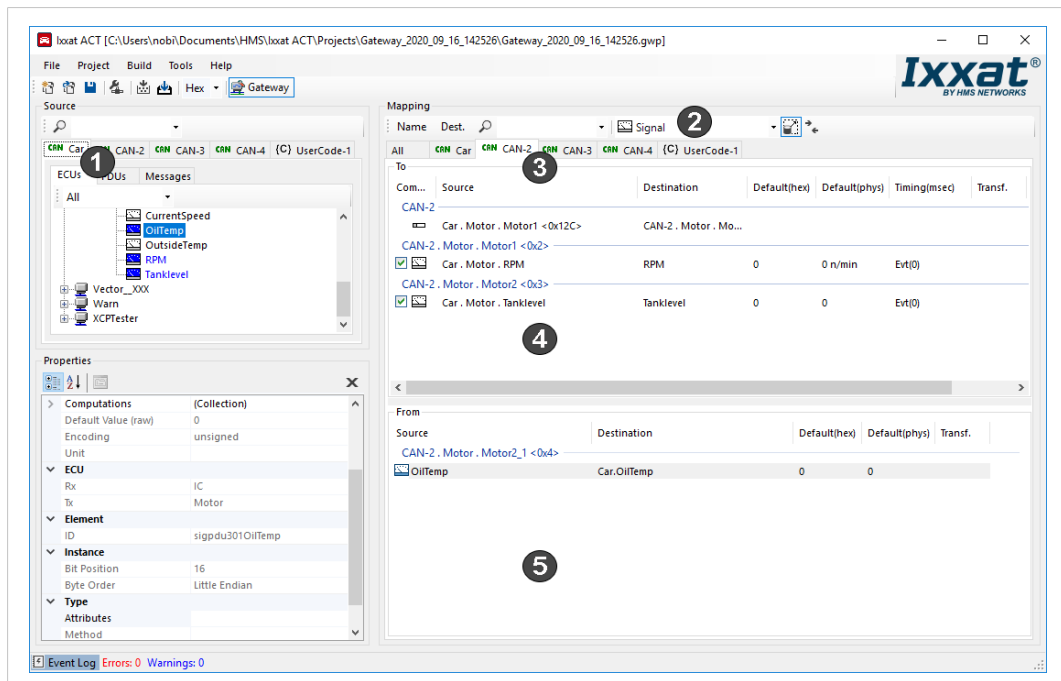 Ixxat ACT [C:\Users\nobi\Documents\HMS\Ixxat ACT\Projects\Gateway_2020_09_16_142526\Gateway_2020_09_16_142526.gwp]
File Project Build Tools Help
Ixxat®
BY HMS NETWORKS
Hex Gateway
Source
CAN Car CAN-2 CAN CAN-3 CAN CAN-4 {C} UserCode-1
1
ECUs PDUs Messages
All
CurrentSpeed
OilTemp
OutsideTemp
RPM
Tanklevel
Vector__XXX
Warn
XCPTester
Properties
Computations (Collection)
Default Value (raw) 0
Encoding unsigned
Unit
ECU
Rx IC
Tx Motor
Element
ID sigpdu301OilTemp
Instance
Bit Position 16
Byte Order Little Endian
Type
Attributes
Method
Mapping
Name Dest. Signal 2
All CAN Car CAN CAN-2 CAN CAN-3 CAN CAN-4 {C} UserCode-1
3
To
Com... Source Destination Default(hex) Default(phys) Timing(msec) Transf.
CAN-2
Car . Motor . Motor1 <0x12C> CAN-2 . Motor . Mo...
CAN-2 . Motor . Motor1 <0x2>
Car . Motor . RPM RPM 0 0 n/min Evt(0)
CAN-2 . Motor . Motor2 <0x3>
Car . Motor . Tanklevel Tanklevel 0 0 Evt(0)
4
From
Source Destination Default(hex) Default(phys) Transf.
CAN-2 . Motor . Motor2_1 <0x4>
OilTemp Car.OilTemp 0 0
5
Event Log Errors: 0 Warnings: 0